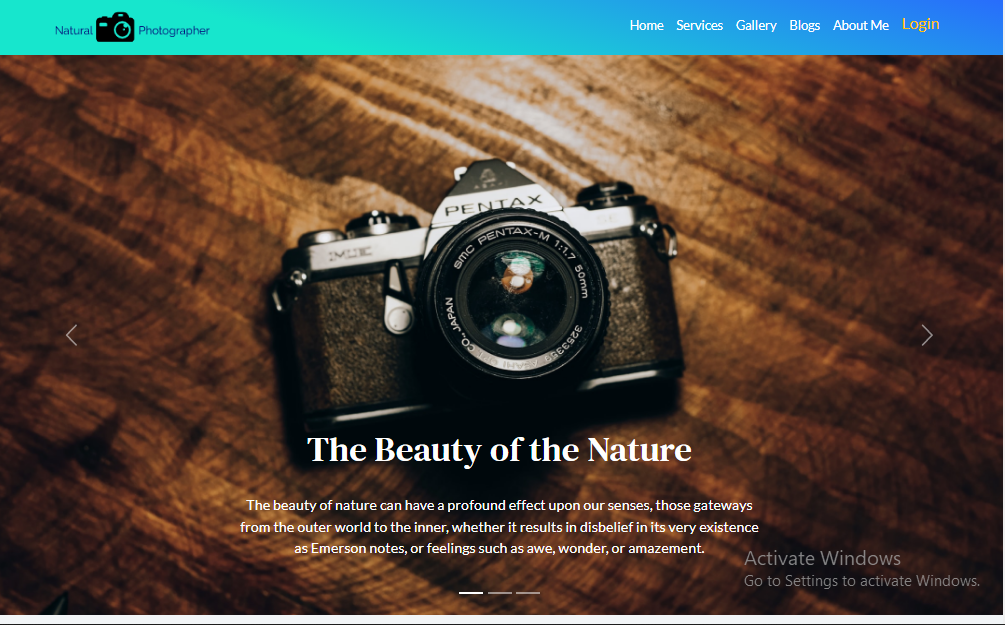 Natural Photographer
Home Services Gallery Blogs About Me Login
PENTAX
ME
SE
SMC PENTAX-M 1:1.7 50mm
CO.,JAPAN
The Beauty of the Nature
The beauty of nature can have a profound effect upon our senses, those gateways
from the outer world to the inner, whether it results in disbelief in its very existence
as Emerson notes, or feelings such as awe, wonder, or amazement.
Activate Windows
Go to Settings to activate Windows.